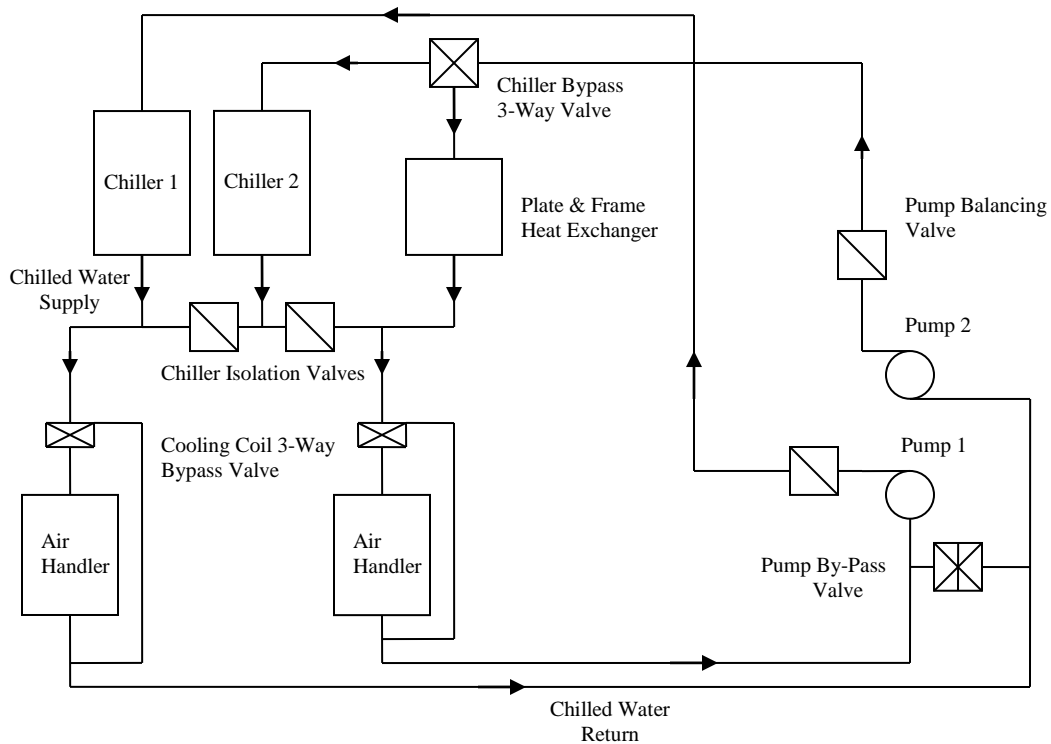 Chiller Bypass
3-Way Valve
Chiller 1
Chiller 2
Plate & Frame
Heat Exchanger
Pump Balancing
Valve
Chilled Water
Supply
Pump 2
Chiller Isolation Valves
Cooling Coil 3-Way
Bypass Valve
Pump 1
Air
Handler
Air
Handler
Pump By-Pass
Valve
Chilled Water
Return